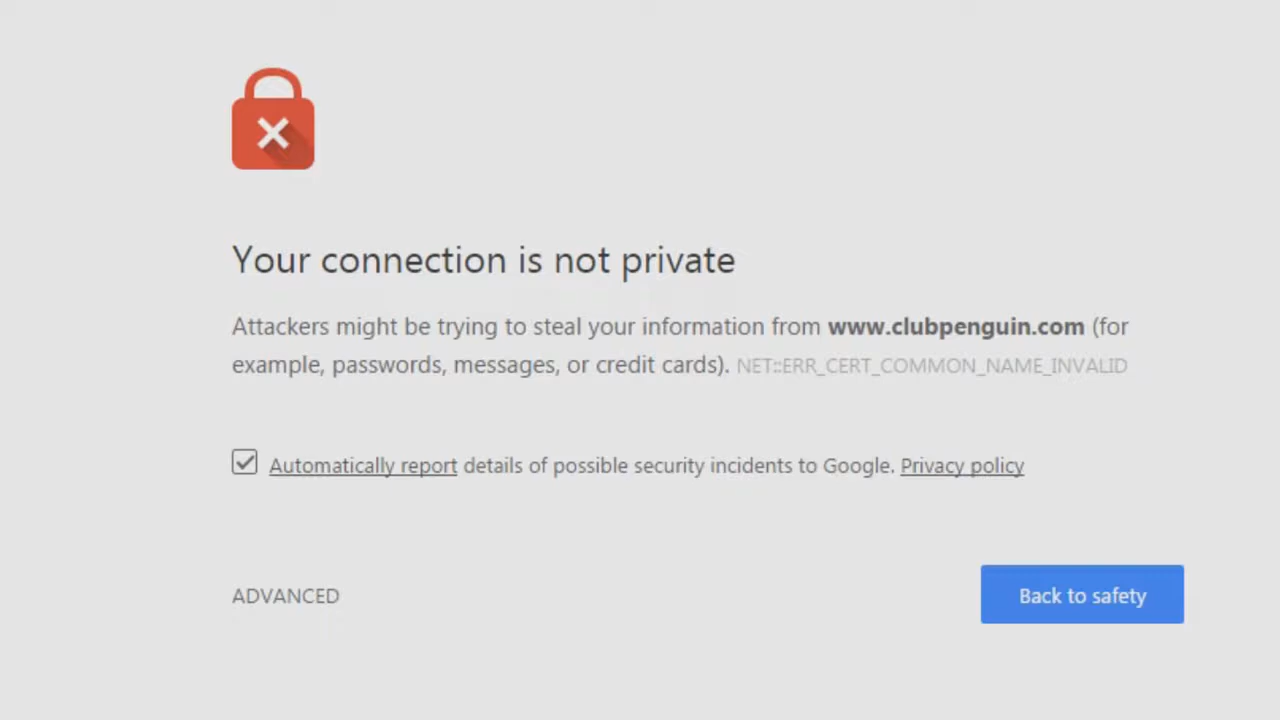 Your connection is not private
Attackers might be trying to steal your information from www.clubpenguin.com (for
example, passwords, messages, or credit cards). NET::ERR_CERT_COMMON_NAME_INVALID
Automatically report details of possible security incidents to Google. Privacy policy
ADVANCED
Back to safety